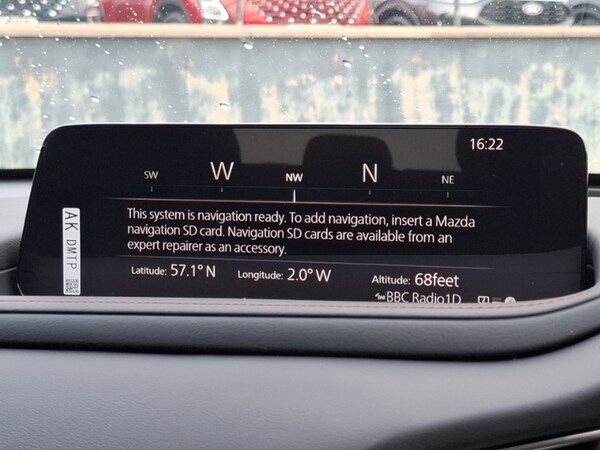 16:22
SW W NW N NE
This system is navigation ready. To add navigation, insert a Mazda
navigation SD card. Navigation SD cards are available from an
expert repairer as an accessory.
AK DMTP
Latitude: 57.1° N Longitude: 2.0° W Altitude: 68feet
BBC Radio1D